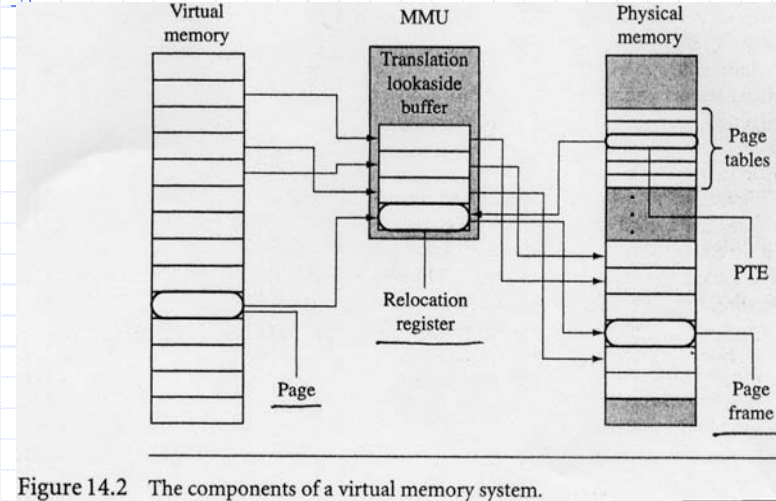 Virtual
memory
MMU
Physical
memory
Translation
lookaside
buffer
Page
tables
PTE
Relocation
register
Page
Page
frame
Figure 14.2 The components of a virtual memory system.